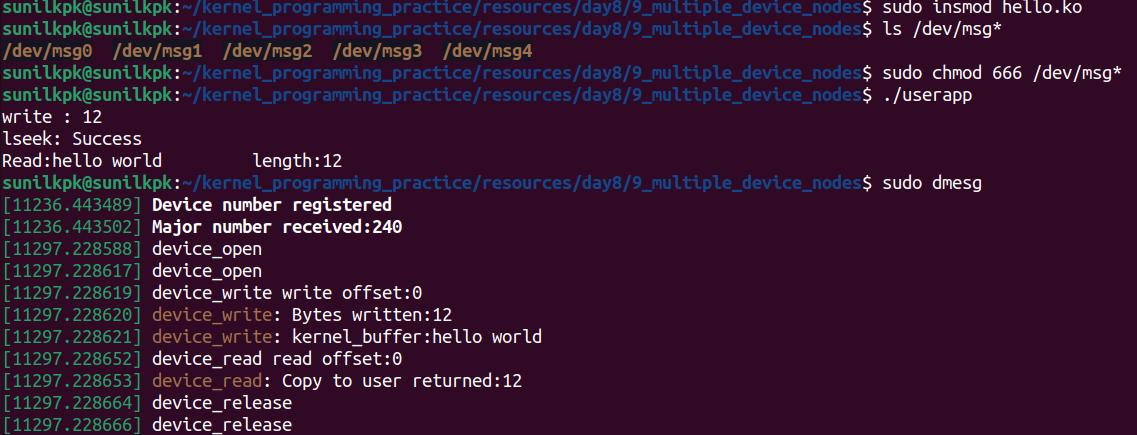 sunilkpk@sunilkpk:~/kernel_programming_practice/resources/day8/9_multiple_device_nodes$ sudo insmod hello.ko
sunilkpk@sunilkpk:~/kernel_programming_practice/resources/day8/9_multiple_device_nodes$ ls /dev/msg*
/dev/msg0  /dev/msg1  /dev/msg2  /dev/msg3  /dev/msg4
sunilkpk@sunilkpk:~/kernel_programming_practice/resources/day8/9_multiple_device_nodes$ sudo chmod 666 /dev/msg*
sunilkpk@sunilkpk:~/kernel_programming_practice/resources/day8/9_multiple_device_nodes$ ./userapp
write : 12
lseek: Success
Read:hello world         length:12
sunilkpk@sunilkpk:~/kernel_programming_practice/resources/day8/9_multiple_device_nodes$ sudo dmesg
[11236.443489] Device number registered
[11236.443502] Major number received:240
[11297.228588] device_open
[11297.228617] device_open
[11297.228619] device_write write offset:0
[11297.228620] device_write: Bytes written:12
[11297.228621] device_write: kernel_buffer:hello world
[11297.228652] device_read read offset:0
[11297.228653] device_read: Copy to user returned:12
[11297.228664] device_release
[11297.228666] device_release